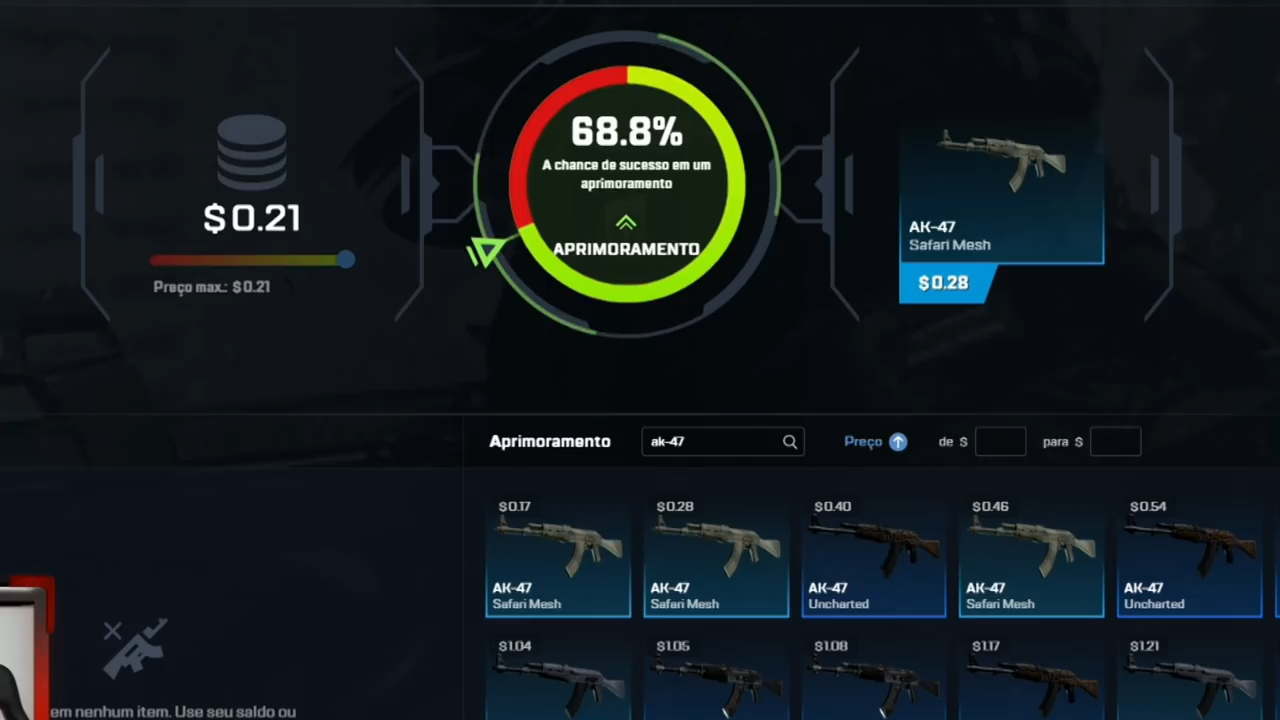 68.8%
A chance de sucesso em um
aprimoramento
APRIMORAMENTO
$0.21
Preço max.: $0.21
AK-47
Safari Mesh
$0.28
Aprimoramento
ak-47
Preço
de $
para $
$0.17
$0.28
$0.40
$0.46
$0.54
AK-47
AK-47
AK-47
AK-47
AK-47
Safari Mesh
Safari Mesh
Uncharted
Safari Mesh
Uncharted
$1.04
$1.05
$1.08
$1.17
$1.21
em nenhum item. Use seu saldo ou